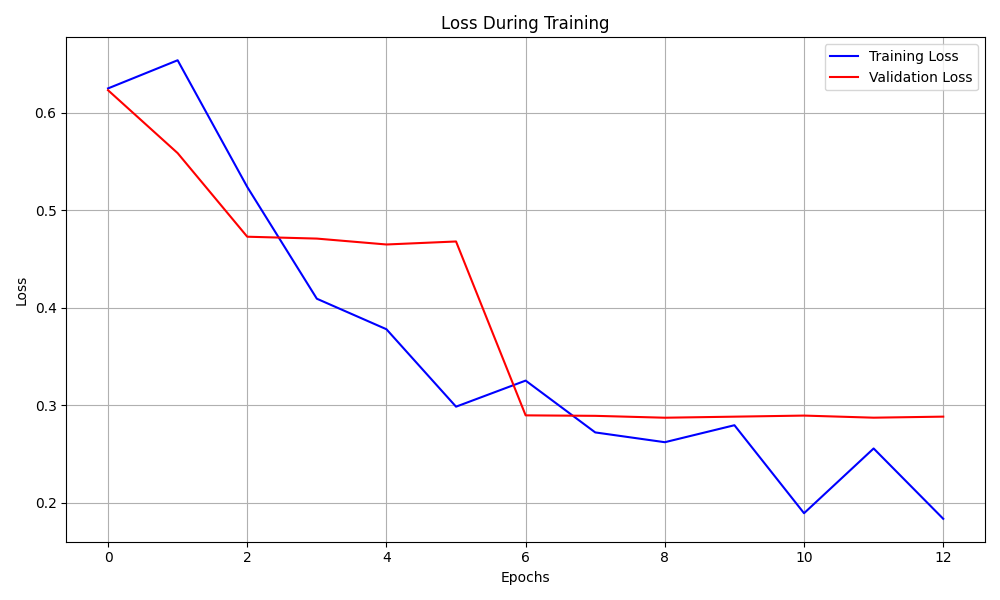 Loss During Training
Training Loss
Validation Loss
0.6
0.5
0.4
0.3
0.2
Loss
0 2 4 6 8 10 12
Epochs